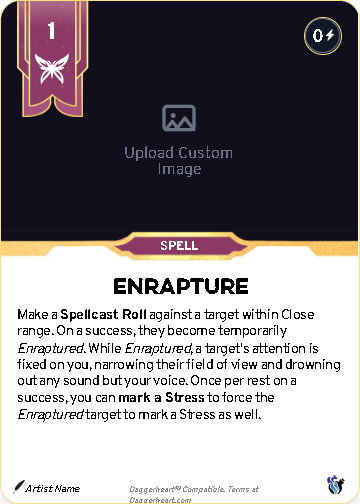 1
0
Upload Custom
Image
SPELL
ENRAPTURE
Make a Spellcast Roll against a target within Close
range. On a success, they become temporarily
Enraptured. While Enraptured, a target's attention is
fixed on you, narrowing their field of view and drowning
out any sound but your voice. Once per rest on a
success, you can mark a Stress to force the
Enraptured target to mark a Stress as well.
Artist Name
Daggerheart℠ Compatible. Terms at
Daggerheart.com